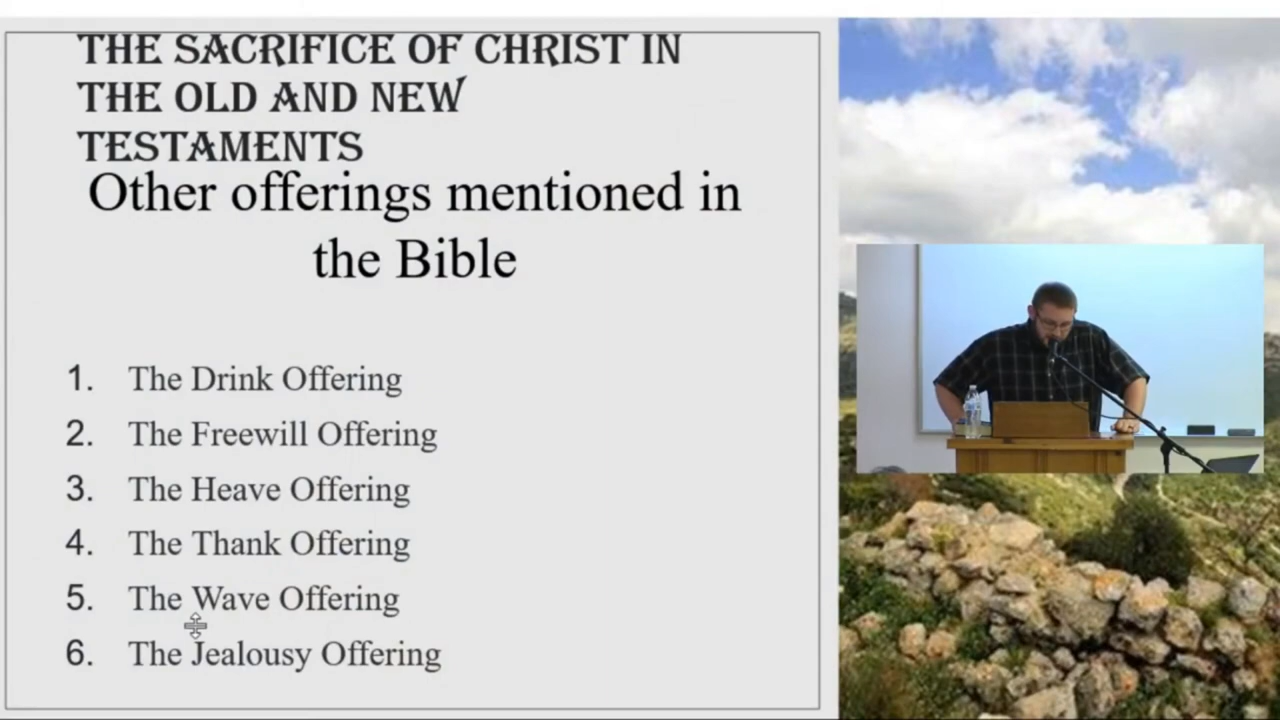 THE SACRIFICE OF CHRIST IN
THE OLD AND NEW
TESTAMENTS
Other offerings mentioned in
the Bible
1. The Drink Offering
2. The Freewill Offering
3. The Heave Offering
4. The Thank Offering
5. The Wave Offering
6. The Jealousy Offering